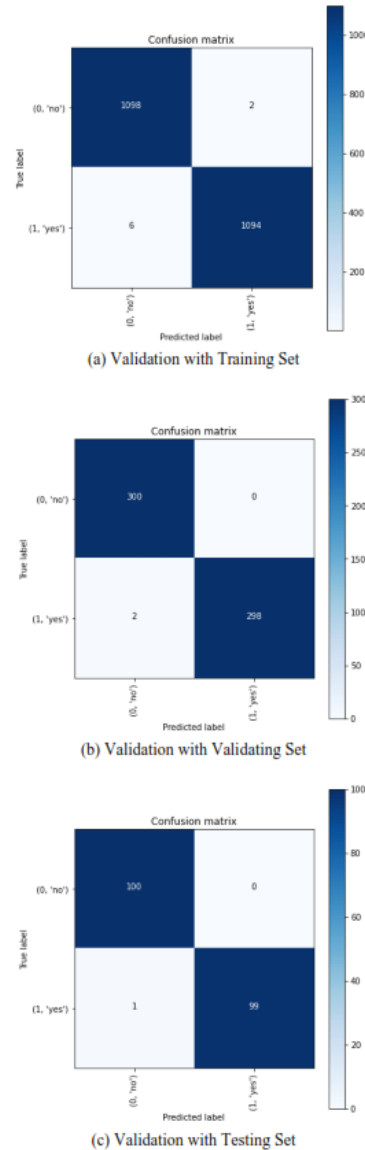 Confusion matrix
1000
(0, 'no')
1098
2
800
True label
600
400
(1, 'yes')
6
1094
200
(0, 'no')
(1, 'yes')
Predicted label
(a) Validation with Training Set
300
Confusion matrix
250
(0, 'no')
300
0
200
True label
150
100
(1, 'yes')
2
298
50
0
(0, 'no')
(1, 'yes')
Predicted label
(b) Validation with Validating Set
100
Confusion matrix
80
(0, 'no')
100
0
60
True label
40
(1, 'yes')
1
99
20
0
(0, 'no')
(1, 'yes')
Predicted label
(c) Validation with Testing Set